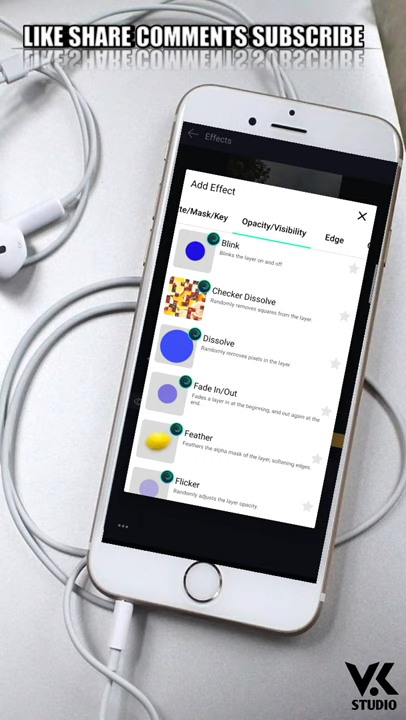 LIKE SHARE COMMENTS SUBSCRIBE
Effects
Add Effect
te/Mask/Key Opacity/Visibility Edge
Blink
Blinks the layer on and off
Checker Dissolve
Randomly removes squares from the layer.
Dissolve
Randomly removes pixels in the layer.
Fade In/Out
Fades a layer in at the beginning, and out again at the
end.
Feather
Feathers the alpha mask of the layer, softening edges.
Flicker
Randomly adjusts the layer opacity.
VK
STUDIO